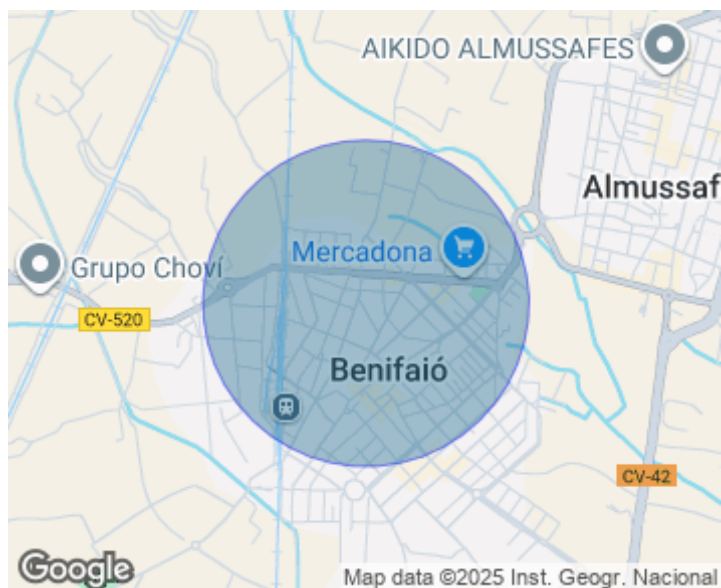 AIKIDO ALMUSSAFES
Almussaf
Mercadona
Grupo Choví
CV-520
Benifaió
CV-42
Google
Map data ©2025 Inst. Geogr. Nacional